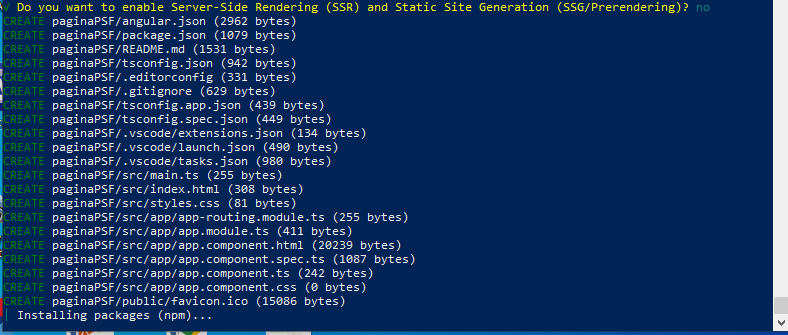 √ Do you want to enable Server-Side Rendering (SSR) and Static Site Generation (SSG/Prerendering)? no
CREATE paginaPSF/angular.json (2962 bytes)
CREATE paginaPSF/package.json (1079 bytes)
CREATE paginaPSF/README.md (1531 bytes)
CREATE paginaPSF/tsconfig.json (942 bytes)
CREATE paginaPSF/.editorconfig (331 bytes)
CREATE paginaPSF/.gitignore (629 bytes)
CREATE paginaPSF/tsconfig.app.json (439 bytes)
CREATE paginaPSF/tsconfig.spec.json (449 bytes)
CREATE paginaPSF/.vscode/extensions.json (134 bytes)
CREATE paginaPSF/.vscode/launch.json (490 bytes)
CREATE paginaPSF/.vscode/tasks.json (980 bytes)
CREATE paginaPSF/src/main.ts (255 bytes)
CREATE paginaPSF/src/index.html (308 bytes)
CREATE paginaPSF/src/styles.css (81 bytes)
CREATE paginaPSF/src/app/app-routing.module.ts (255 bytes)
CREATE paginaPSF/src/app/app.module.ts (411 bytes)
CREATE paginaPSF/src/app/app.component.html (20239 bytes)
CREATE paginaPSF/src/app/app.component.spec.ts (1087 bytes)
CREATE paginaPSF/src/app/app.component.ts (242 bytes)
CREATE paginaPSF/src/app/app.component.css (0 bytes)
CREATE paginaPSF/public/favicon.ico (15086 bytes)
| Installing packages (npm)...